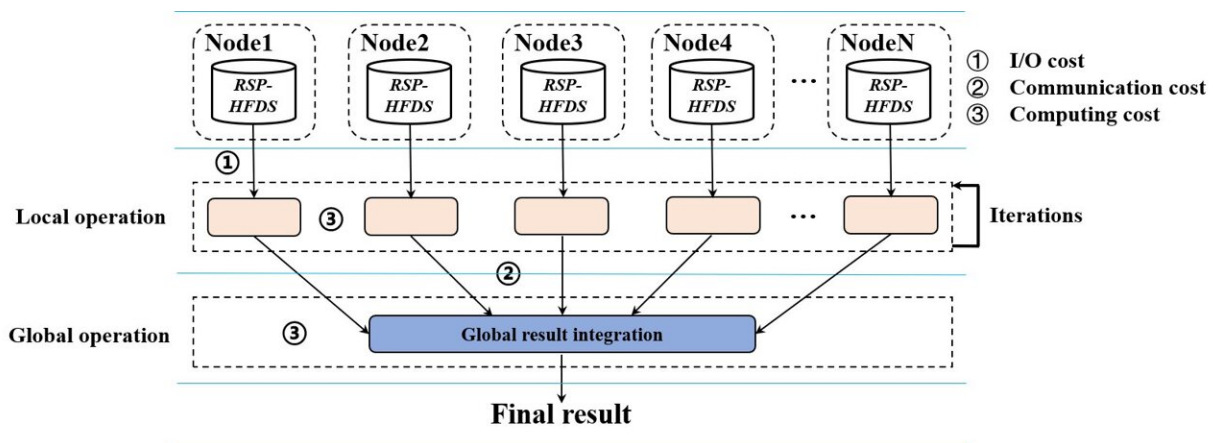 Node1 Node2 Node3 Node4 NodeN
RSP- RSP- RSP- RSP- ... RSP-
HFDS HFDS HFDS HFDS HFDS
① I/O cost
② Communication cost
③ Computing cost
①
Local operation ③ ... Iterations
②
Global operation ③ Global result integration
Final result